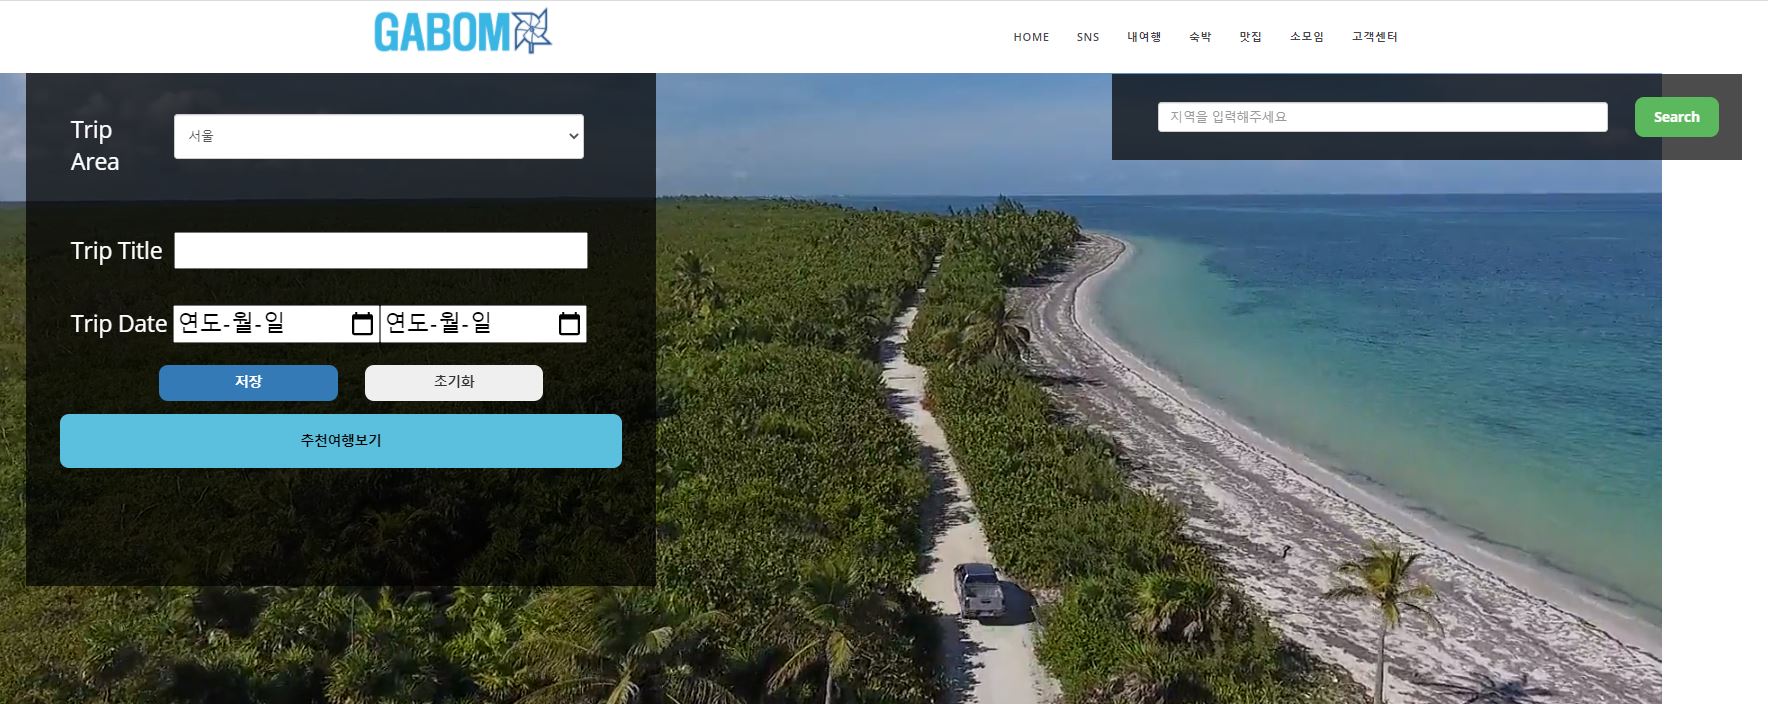 GABOM
HOME SNS 내여행 숙박 맛집 소모임 고객센터
Trip
Area
서울
지역을 입력해주세요
Search
Trip Title
Trip Date
연도-월-일
연도-월-일
저장
초기화
추천여행보기